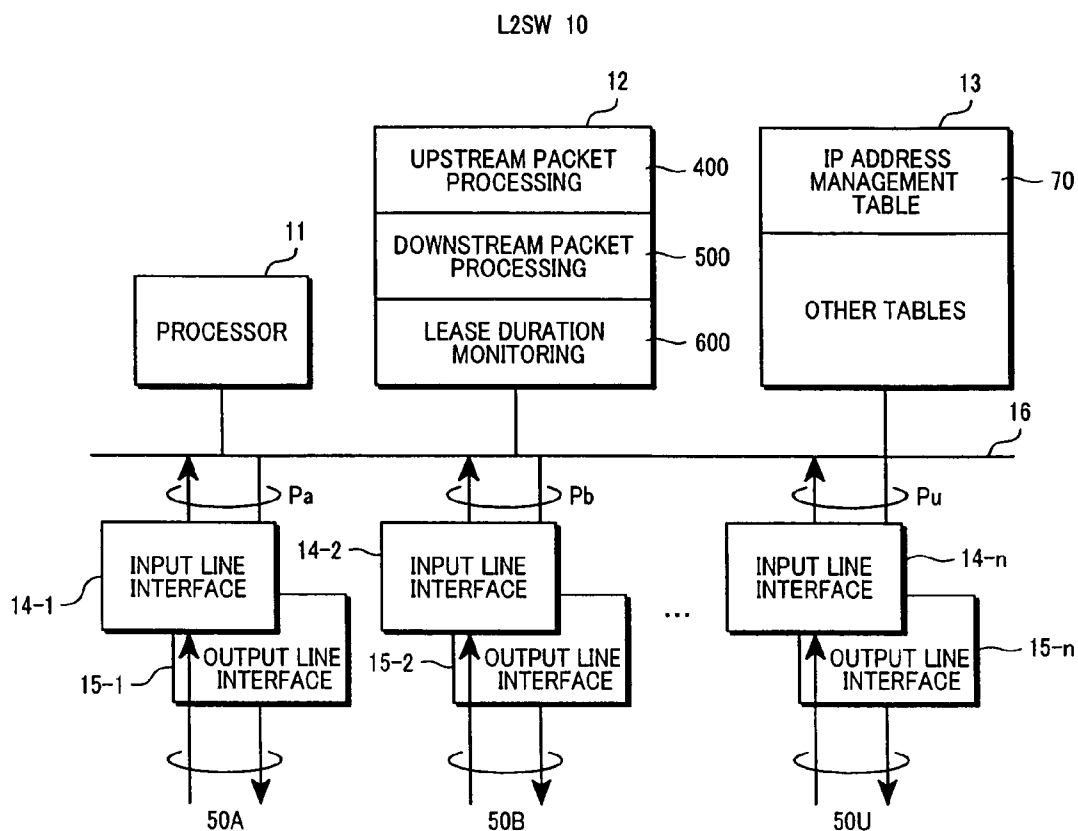 L2SW 10
12
13
UPSTREAM PACKET
PROCESSING
400
IP ADDRESS
MANAGEMENT
TABLE
70
11
DOWNSTREAM PACKET
PROCESSING
500
PROCESSOR
OTHER TABLES
LEASE DURATION
MONITORING
600
16
Pa
Pb
Pu
14-1
INPUT LINE
INTERFACE
14-2
INPUT LINE
INTERFACE
...
INPUT LINE
INTERFACE
14-n
15-1
OUTPUT LINE
INTERFACE
15-2
OUTPUT LINE
INTERFACE
OUTPUT LINE
INTERFACE
15-n
50A
50B
50U